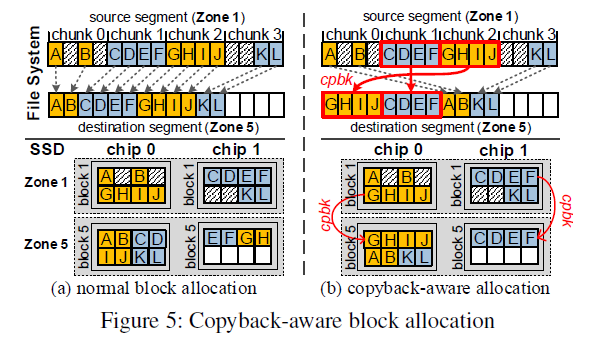 source segment (Zone 1)
chunk 0 chunk 1 chunk 2 chunk 3
A B C D E F G H I J K L
File System
A B C D E F G H I J K L
destination segment (Zone 5)
SSD chip 0 chip 1
Zone 1
block 1
A B
G H I J
block 1
C D E F
K L
Zone 5
block 5
A B C D
I J K L
block 5
E F G H
(a) normal block allocation
source segment (Zone 1)
chunk 0 chunk 1 chunk 2 chunk 3
A B C D E F G H I J K L
cpbk
G H I J C D E F A B K L
destination segment (Zone 5)
chip 0 chip 1
block 1
A B
G H I J
block 1
C D E F
K L
cpbk
cpbk
block 5
G H I J
A B K L
block 5
C D E F
(b) copyback-aware allocation
Figure 5: Copyback-aware block allocation